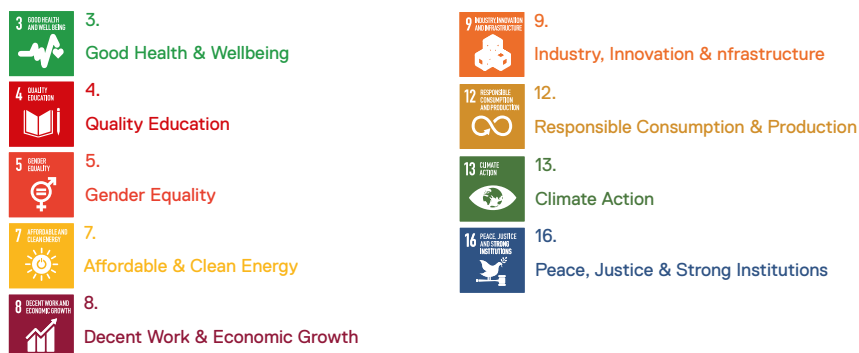 3 GOOD HEALTH
AND WELL BEING
3.
Good Health & Wellbeing
4 QUALITY
EDUCATION
4.
Quality Education
5 GENDER
EQUALITY
5.
Gender Equality
7 AFFORDABLE AND
CLEAN ENERGY
7.
Affordable & Clean Energy
8 DECENT WORK AND
ECONOMIC GROWTH
8.
Decent Work & Economic Growth
9 INDUSTRY, INNOVATION
AND INFRASTRUCTURE
9.
Industry, Innovation & nfrastructure
12 RESPONSIBLE
CONSUMPTION
AND PRODUCTION
12.
Responsible Consumption & Production
13 CLIMATE
ACTION
13.
Climate Action
16 PEACE, JUSTICE
AND STRONG
INSTITUTIONS
16.
Peace, Justice & Strong Institutions